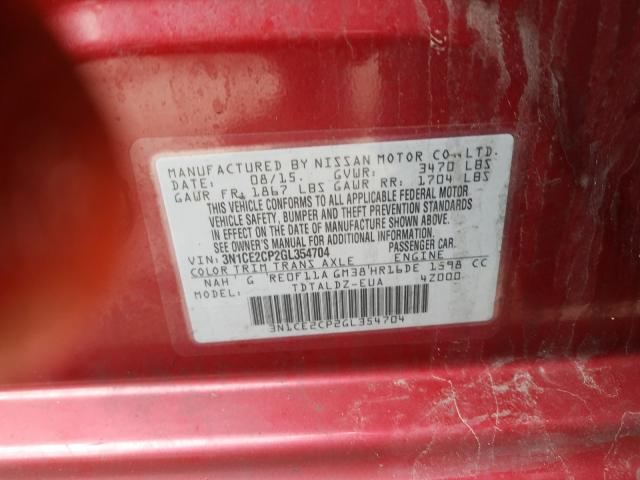 MANUFACTURED BY NISSAN MOTOR CO., LTD.
DATE: 08/15. GVWR: 3470 LBS
GAWR FR: 1867 LBS GAWR RR: 1704 LBS
THIS VEHICLE CONFORMS TO ALL APPLICABLE FEDERAL MOTOR
VEHICLE SAFETY, BUMPER AND THEFT PREVENTION STANDARDS
IN EFFECT ON THE DATE OF MANUFACTURE SHOWN ABOVE.
SEE OWNER'S MANUAL FOR ADDITIONAL INFORMATION.
VIN: 3N1CE2CP2GL354704 PASSENGER CAR.
COLOR TRIM TRANS AXLE ENGINE
NAH G RE0F11A GM38 HR16DE 1598 CC
MODEL: TDTALDZ-EUA 4Z000
3N1CE2CP2GL354704